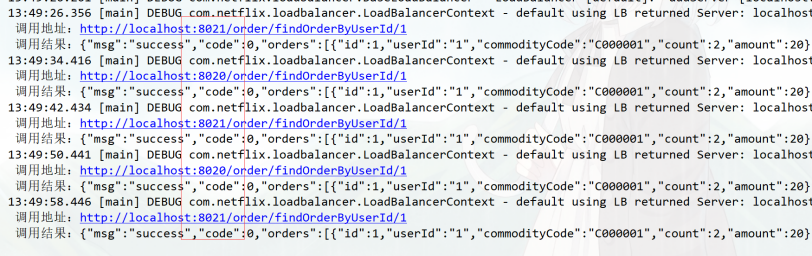 13:49:26.356 [main] DEBUG com.netflix.loadbalancer.LoadBalancerContext - default using LB returned Server: localhos
调用地址：http://localhost:8021/order/findOrderByUserId/1
调用结果：{"msg":"success","code":0,"orders":[{"id":1,"userId":"1","commodityCode":"C000001","count":2,"amount":20}
13:49:34.416 [main] DEBUG com.netflix.loadbalancer.LoadBalancerContext - default using LB returned Server: localhos
调用地址：http://localhost:8020/order/findOrderByUserId/1
调用结果：{"msg":"success","code":0,"orders":[{"id":1,"userId":"1","commodityCode":"C000001","count":2,"amount":20}
13:49:42.434 [main] DEBUG com.netflix.loadbalancer.LoadBalancerContext - default using LB returned Server: localhos
调用地址：http://localhost:8021/order/findOrderByUserId/1
调用结果：{"msg":"success","code":0,"orders":[{"id":1,"userId":"1","commodityCode":"C000001","count":2,"amount":20}
13:49:50.441 [main] DEBUG com.netflix.loadbalancer.LoadBalancerContext - default using LB returned Server: localhos
调用地址：http://localhost:8020/order/findOrderByUserId/1
调用结果：{"msg":"success","code":0,"orders":[{"id":1,"userId":"1","commodityCode":"C000001","count":2,"amount":20}
13:49:58.446 [main] DEBUG com.netflix.loadbalancer.LoadBalancerContext - default using LB returned Server: localhos
调用地址：http://localhost:8021/order/findOrderByUserId/1
调用结果：{"msg":"success","code":0,"orders":[{"id":1,"userId":"1","commodityCode":"C000001","count":2,"amount":20}